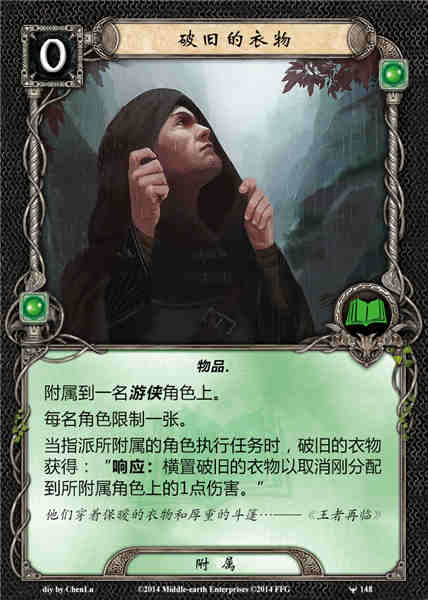 0
破旧的衣物
物品.
附属到一名游侠角色上。
每名角色限制一张。
当指派所附属的角色执行任务时，破旧的衣物
获得：“响应：横置破旧的衣物以取消刚分配
到所附属角色上的1点伤害。”
他们穿着保暖的衣物和厚重的斗篷…——《王者再临》
附属
diy by ChenLu ©2014 Middle-earth Enterprises ©2014 FFG 148